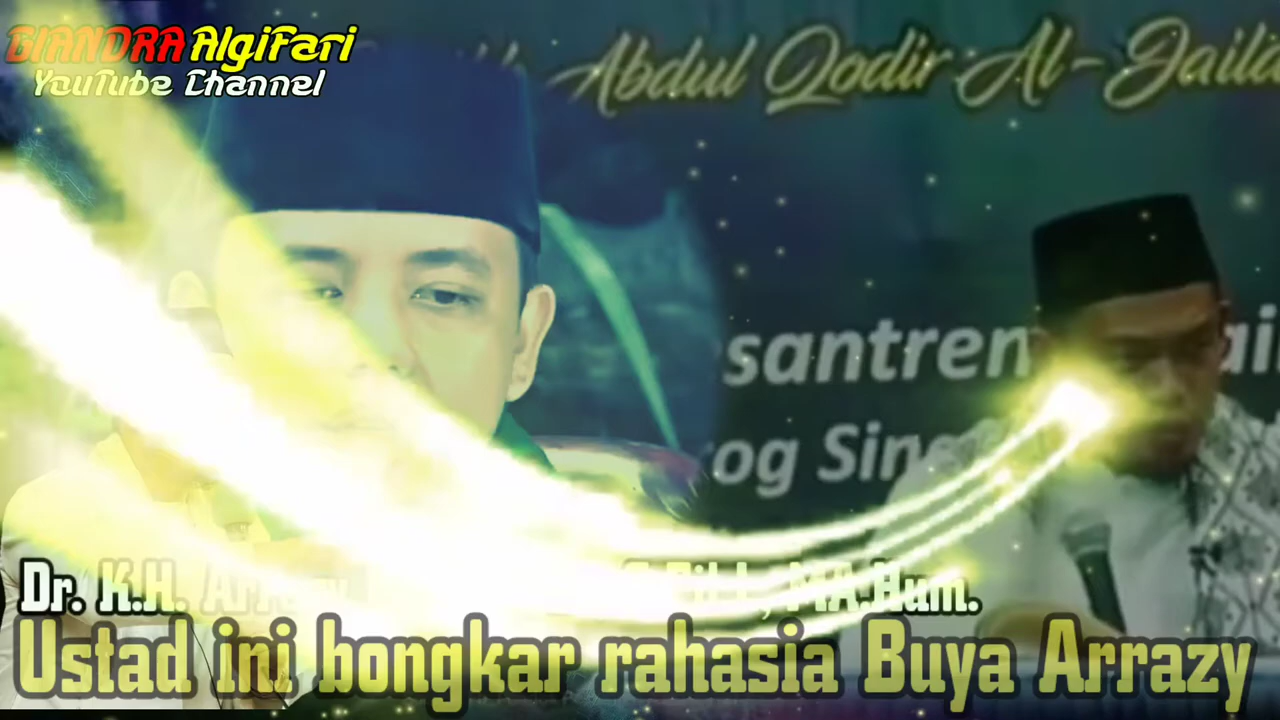 GIANDRA AlgiFari
YouTube Channel
Abdul Qodir Al-Jaila
santren
og Sin
Dr. K.H. Arrazy MA.Hum.
Ustad ini bongkar rahasia Buya Arrazy